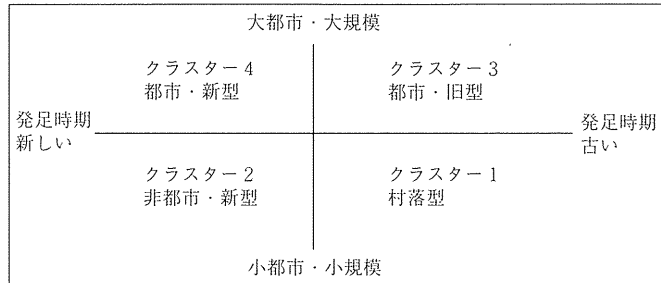 大都市・大規模
クラスター4
都市・新型
クラスター3
都市・旧型
発足時期
新しい
発足時期
古い
クラスター2
非都市・新型
クラスター1
村落型
小都市・小規模